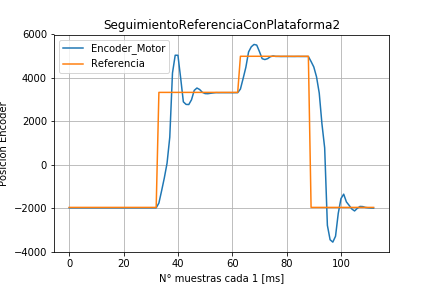 SeguimientoReferenciaConPlataforma2
6000
4000
2000
0
−2000
−4000
Posición Encoder
Encoder_Motor
Referencia
0 20 40 60 80 100
N° muestras cada 1 [ms]